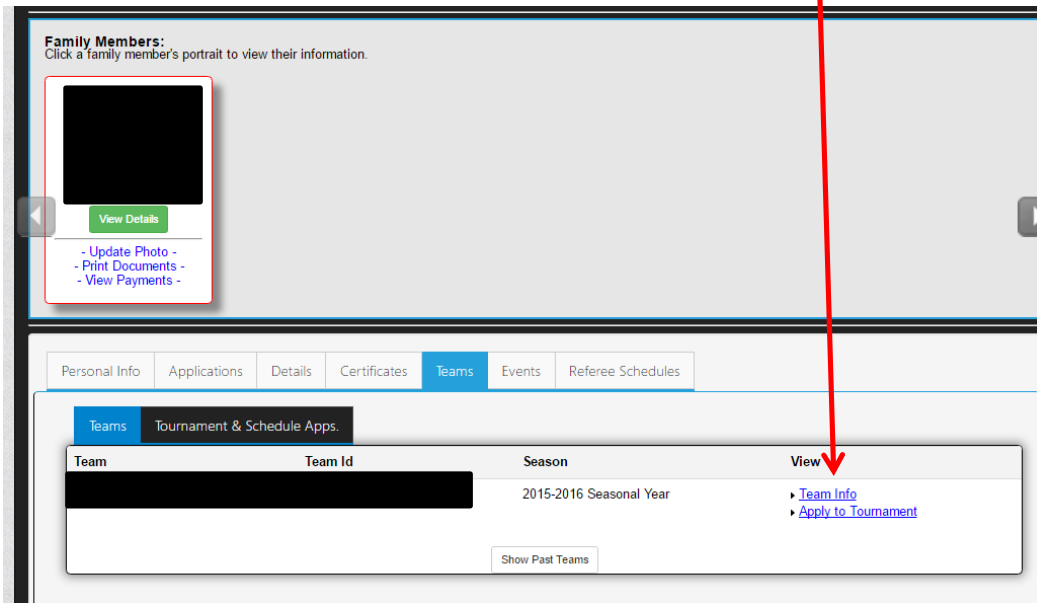 Family Members:
Click a family member's portrait to view their information.
View Details
- Update Photo -
- Print Documents -
- View Payments -
Personal Info Applications Details Certificates Teams Events Referee Schedules
Teams Tournament & Schedule Apps.
Team Team Id Season View
2015-2016 Seasonal Year Team Info
Apply to Tournament
Show Past Teams